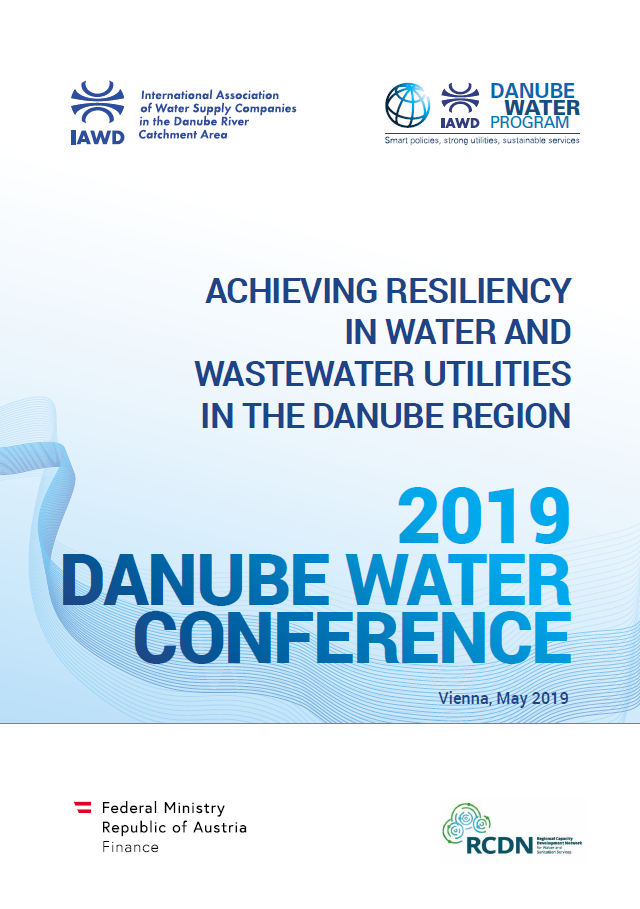 International Association
of Water Supply Companies
in the Danube River
Catchment Area
IAWD
IAWD
DANUBE
WATER
PROGRAM
Smart policies, strong utilities, sustainable services
ACHIEVING RESILIENCY
IN WATER AND
WASTEWATER UTILITIES
IN THE DANUBE REGION
2019
DANUBE WATER
CONFERENCE
Vienna, May 2019
Federal Ministry
Republic of Austria
Finance
RCDN
Regional Capacity
Development Network
for Water and
Sanitation Services